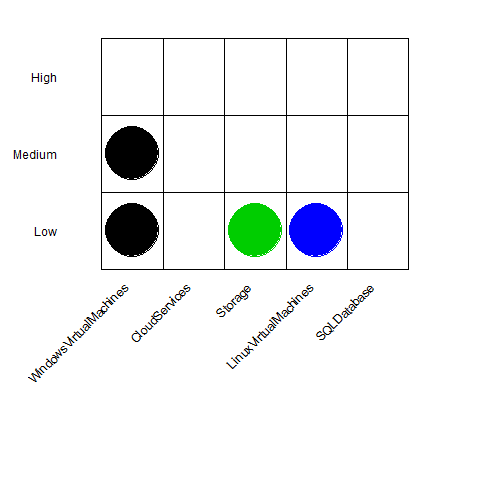 High
Medium
Low
WindowsVirtualMachines
CloudServices
Storage
LinuxVirtualMachines
SQLDatabase